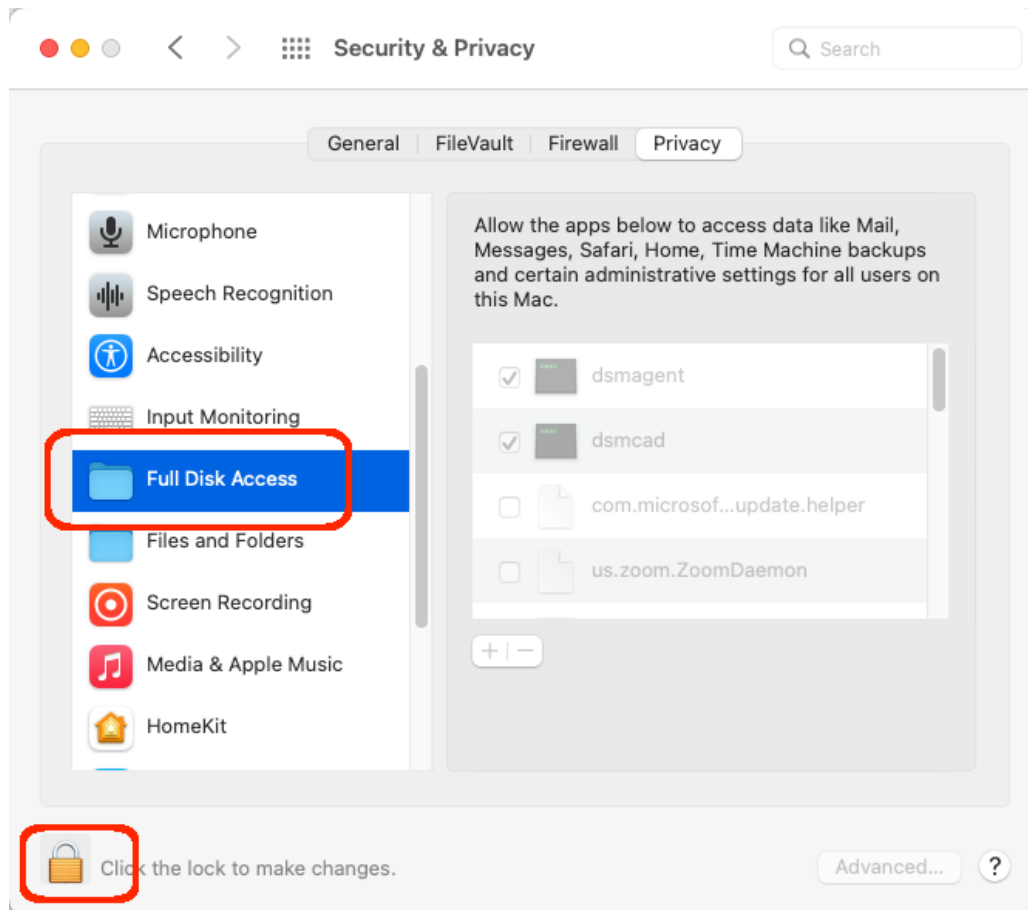 Security & Privacy
Search
General
FileVault
Firewall
Privacy
Microphone
Speech Recognition
Accessibility
Input Monitoring
Full Disk Access
Files and Folders
Screen Recording
Media & Apple Music
HomeKit
Allow the apps below to access data like Mail,
Messages, Safari, Home, Time Machine backups
and certain administrative settings for all users on
this Mac.
dsmagent
dsmcad
com.microsof...update.helper
us.zoom.ZoomDaemon
+ | −
Click the lock to make changes.
Advanced...
?